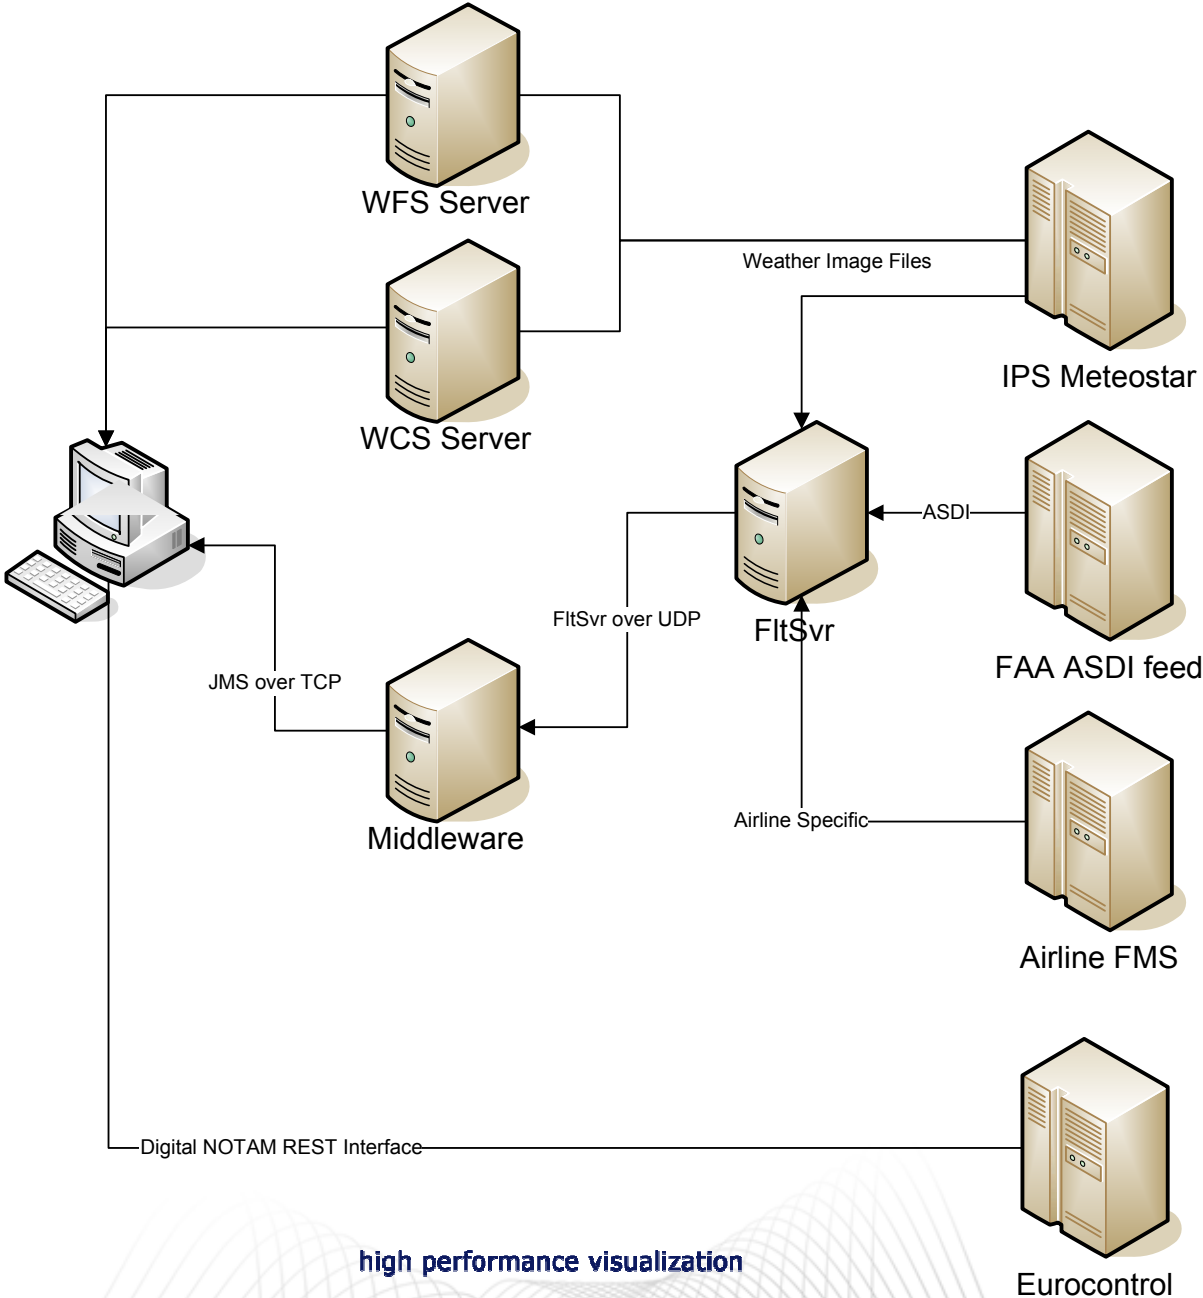 WFS Server
Weather Image Files
IPS Meteostar
WCS Server
ASDI
FltSvr over UDP
FltSvr
FAA ASDI feed
JMS over TCP
Airline Specific
Middleware
Airline FMS
Digital NOTAM REST Interface
high performance visualization
Eurocontrol